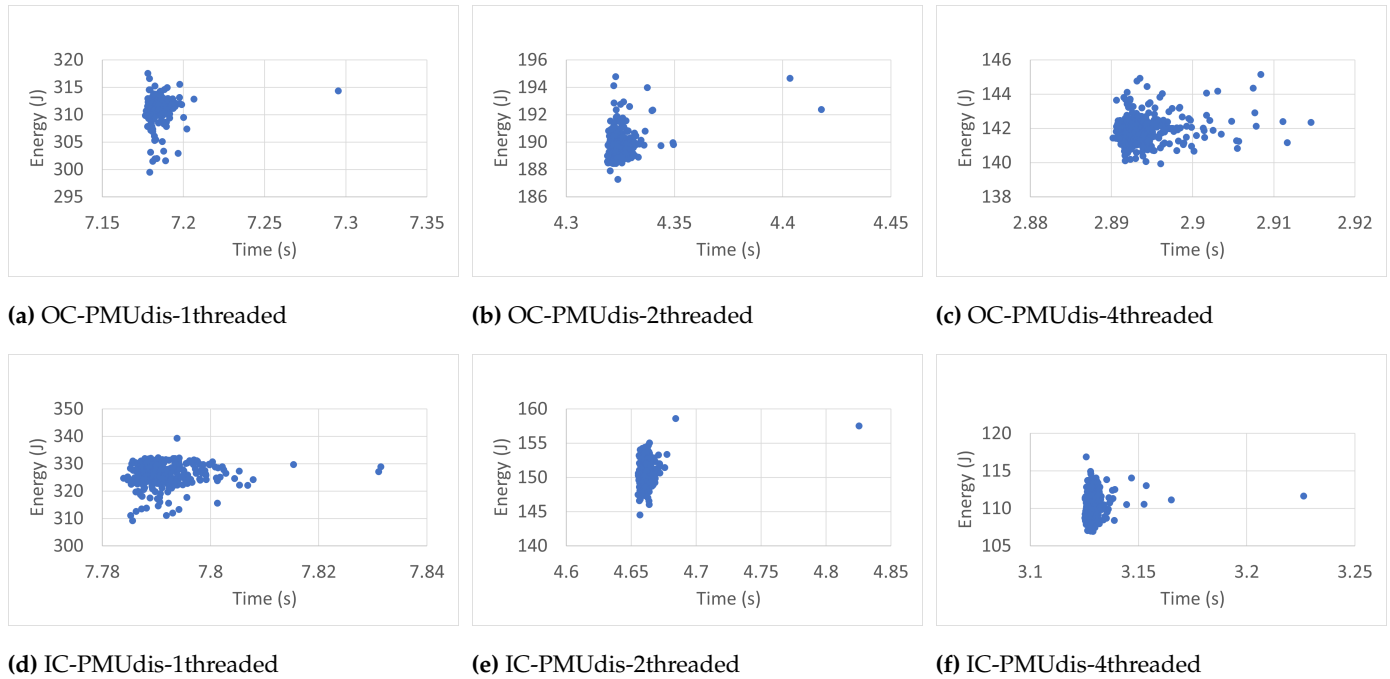 320
315
310
305
300
295
Energy (J)
7.15 7.2 7.25 7.3 7.35
Time (s)
196
194
192
190
188
186
Energy (J)
4.3 4.35 4.4 4.45
Time (s)
146
144
142
140
138
Energy (J)
2.88 2.89 2.9 2.91 2.92
Time (s)
(a) OC-PMUdis-1threaded
(b) OC-PMUdis-2threaded
(c) OC-PMUdis-4threaded
350
340
330
320
310
300
Energy (J)
7.78 7.8 7.82 7.84
Time (s)
160
155
150
145
140
Energy (J)
4.6 4.65 4.7 4.75 4.8 4.85
Time (s)
120
115
110
105
Energy (J)
3.1 3.15 3.2 3.25
Time (s)
(d) IC-PMUdis-1threaded
(e) IC-PMUdis-2threaded
(f) IC-PMUdis-4threaded